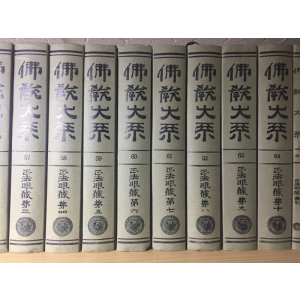 佛教大系
57
正法眼藏 第三
佛教大系
58
正法眼藏 第四
佛教大系
59
正法眼藏 第五
佛教大系
60
正法眼藏 第六
佛教大系
61
正法眼藏 第七
佛教大系
62
正法眼藏 第八
佛教大系
63
正法眼藏 第九
佛教大系
64
正法眼藏 第十